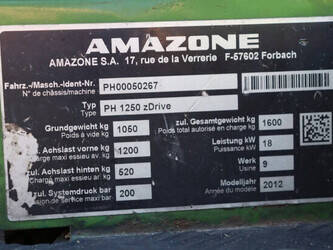 AMAZONE
AMAZONE S.A. 17, rue de la Verrerie F-57602 Forbach
Fahrz.-/Masch.-Ident-Nr. PH00050267
N° de châssis/machine
Typ PH 1250 zDrive
Type
Grundgewicht kg 1050 zul. Gesamtgewicht kg 1600
Poids à vide kg Poids total autorisé en charge kg
zul. Achslast vorne kg 1200 Leistung kW 18
Charge maxi essieu av. kg Puissance kW
zul. Achslast hinten kg 520 Werk 9
Charge maxi essieu ar. kg Usine
zul. Systemdruck bar 200 Modelljahr 2012
Pression maxi bar Année du modèle